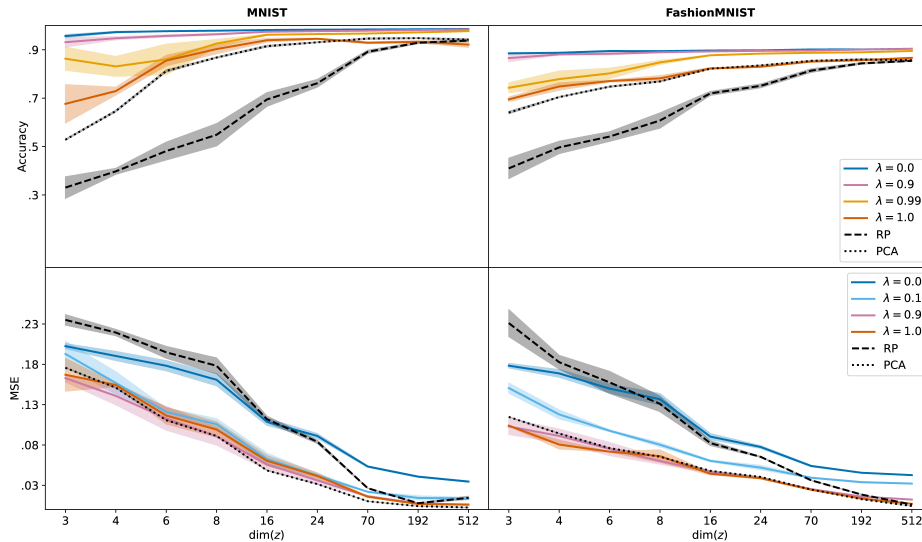 MNIST
FashionMNIST
Accuracy
.9
.7
.5
.3
λ = 0.0
λ = 0.9
λ = 0.99
λ = 1.0
RP
PCA
MSE
.23
.18
.13
.08
.03
λ = 0.0
λ = 0.1
λ = 0.9
λ = 1.0
RP
PCA
3 4 6 8 16 24 70 192 512
3 4 6 8 16 24 70 192 512
dim(z)
dim(z)